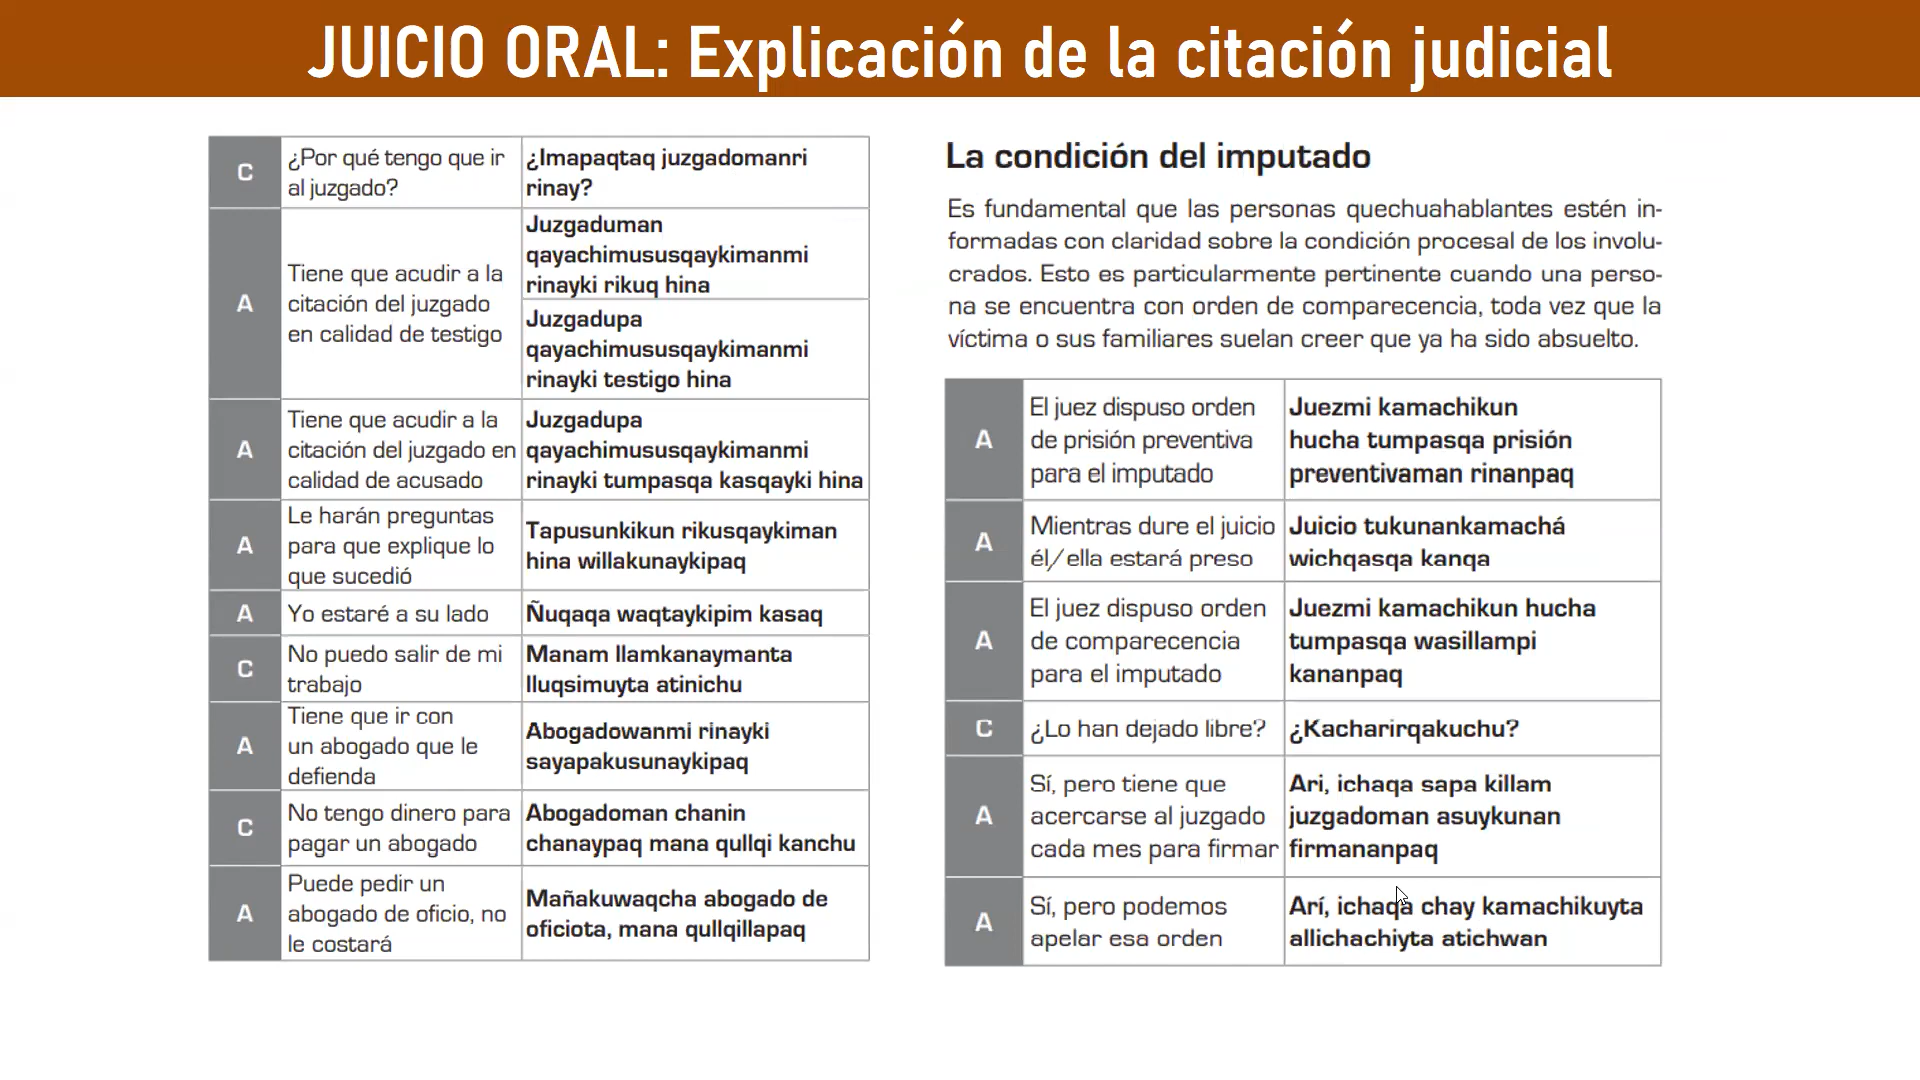 JUICIO ORAL: Explicación de la citación judicial
C
¿Por qué tengo que ir
al juzgado?
¿Imapaqtaq juzgadomanri
rinay?
A
Tiene que acudir a la
citación del juzgado
en calidad de testigo
Juzgaduman
qayachimususqaykimanmi
rinayki rikuq hina
Juzgadupa
qayachimususqaykimanmi
rinayki testigo hina
A
Tiene que acudir a la
citación del juzgado en
calidad de acusado
Juzgadupa
qayachimususqaykimanmi
rinayki tumpasqa kasqayki hina
A
Le harán preguntas
para que explique lo
que sucedió
Tapusunkikun rikusqaykiman
hina willakunaykipaq
A
Yo estaré a su lado
Ñuqaqa waqtaykipim kasaq
C
No puedo salir de mi
trabajo
Manam llamkanaymanta
lluqsimuyta atinichu
A
Tiene que ir con
un abogado que le
defienda
Abogadowanmi rinayki
sayapakusunaykipaq
C
No tengo dinero para
pagar un abogado
Abogadoman chanin
chanaypaq mana qullqi kanchu
A
Puede pedir un
abogado de oficio, no
le costará
Mañakuwaqcha abogado de
oficiota, mana qullqillapaq
La condición del imputado
Es fundamental que las personas quechuahablantes estén in-
formadas con claridad sobre la condición procesal de los involu-
crados. Esto es particularmente pertinente cuando una perso-
na se encuentra con orden de comparecencia, toda vez que la
víctima o sus familiares suelan creer que ya ha sido absuelto.
A
El juez dispuso orden
de prisión preventiva
para el imputado
Juezmi kamachikun
hucha tumpasqa prisión
preventivaman rinanpaq
A
Mientras dure el juicio
él/ella estará preso
Juicio tukunankamachá
wichqasqa kanqa
A
El juez dispuso orden
de comparecencia
para el imputado
Juezmi kamachikun hucha
tumpasqa wasillampi
kananpaq
C
¿Lo han dejado libre?
¿Kacharirqakuchu?
A
Sí, pero tiene que
acercarse al juzgado
cada mes para firmar
Ari, ichaqa sapa killam
juzgadoman asuykunan
firmananpaq
A
Sí, pero podemos
apelar esa orden
Arí, ichaqa chay kamachikuyta
allichachiyta atichwan